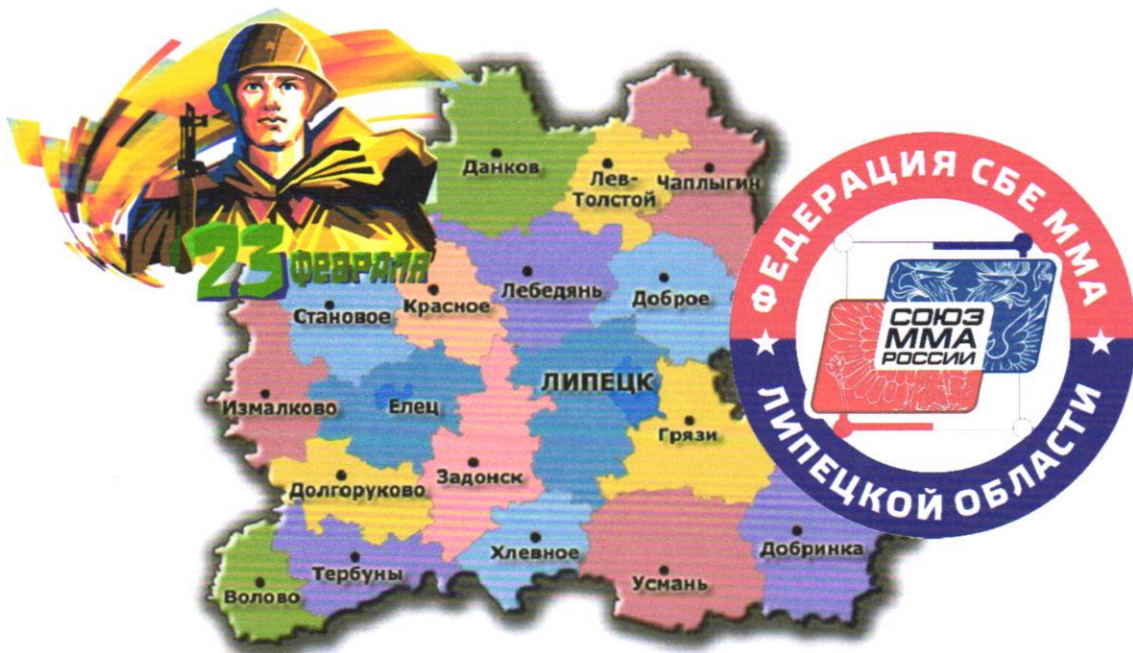 23
ФЕВРАЛЯ
Данков
Лев-
Толстой
Чаплыгин
Лебедянь
Доброе
Красное
Становое
ЛИПЕЦК
Елец
Измалково
Грязи
Задонск
Долгоруково
Хлевное
Добринка
Тербуны
Усмань
Волово
ФЕДЕРАЦИЯ СБЕ ММА
СОЮЗ
ММА
РОССИИ
ЛИПЕЦКОЙ ОБЛАСТИ